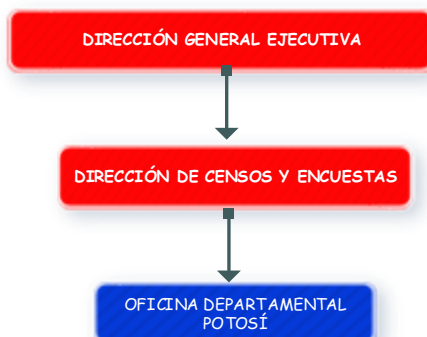 DIRECCIÓN GENERAL EJECUTIVA
DIRECCIÓN DE CENSOS Y ENCUESTAS
OFICINA DEPARTAMENTAL
POTOSÍ